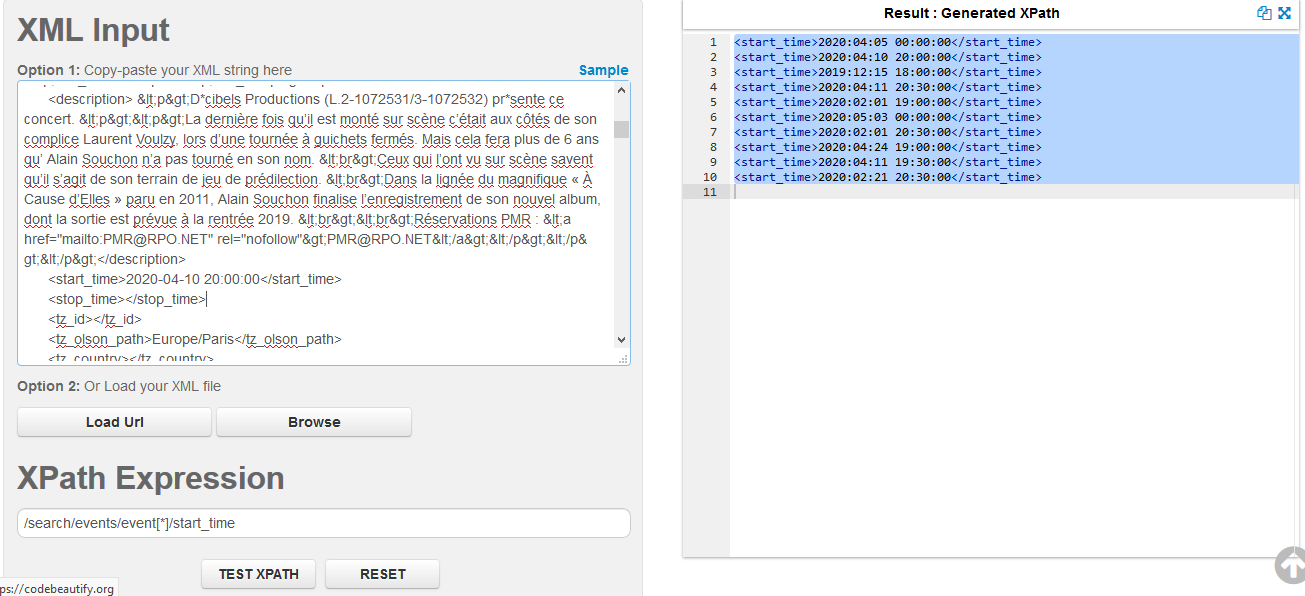 XML Input
Option 1: Copy-paste your XML string here
Sample
<description> &lt;p&gt;D*cibels Productions (L.2-1072531/3-1072532) pr*sente ce
concert. &lt;p&gt;&lt;p&gt;La dernière fois qu'il est monté sur scène c'était aux côtés de son
complice Laurent Voulzy, lors d'une tournée à guichets fermés. Mais cela fera plus de 6 ans
qu' Alain Souchon n'a pas tourné en son nom. &lt;br&gt;Ceux qui l'ont vu sur scène savent
qu'il s'agit de son terrain de jeu de prédilection. &lt;br&gt;Dans la lignée du magnifique « À
Cause d'Elles » paru en 2011, Alain Souchon finalise l'enregistrement de son nouvel album,
dont la sortie est prévue à la rentrée 2019. &lt;br&gt;&lt;br&gt;Réservations PMR : &lt;a
href="mailto:PMR@RPO.NET" rel="nofollow"&gt;PMR@RPO.NET&lt;/a&gt;&lt;/p&gt;&lt;/p&
gt;&lt;/p&gt;</description>
<start_time>2020-04-10 20:00:00</start_time>
<stop_time></stop_time>
<tz_id></tz_id>
<tz_olson_path>Europe/Paris</tz_olson_path>
<tz_country></tz_country>
Option 2: Or Load your XML file
Load Url
Browse
XPath Expression
/search/events/event[*]/start_time
TEST XPATH
RESET
ps://codebeautify.org
Result : Generated XPath
1 <start_time>2020:04:05 00:00:00</start_time>
2 <start_time>2020:04:10 20:00:00</start_time>
3 <start_time>2019:12:15 18:00:00</start_time>
4 <start_time>2020:04:11 20:30:00</start_time>
5 <start_time>2020:02:01 19:00:00</start_time>
6 <start_time>2020:05:03 00:00:00</start_time>
7 <start_time>2020:02:01 20:30:00</start_time>
8 <start_time>2020:04:24 19:00:00</start_time>
9 <start_time>2020:04:11 19:30:00</start_time>
10 <start_time>2020:02:21 20:30:00</start_time>
11